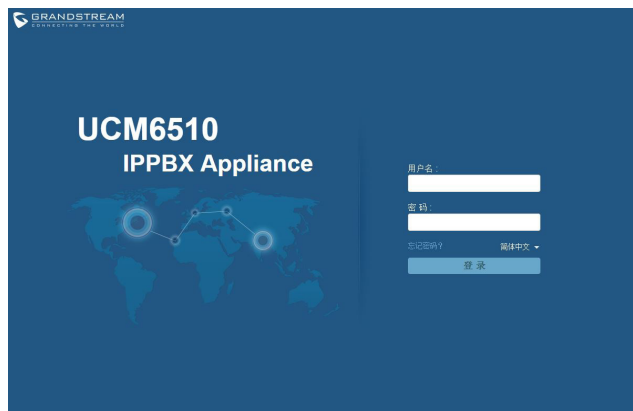 GRANDSTREAM
CONNECTING THE WORLD
UCM6510
IPPBX Appliance
用户名 :
密 码 :
忘记密码？
简体中文
登 录